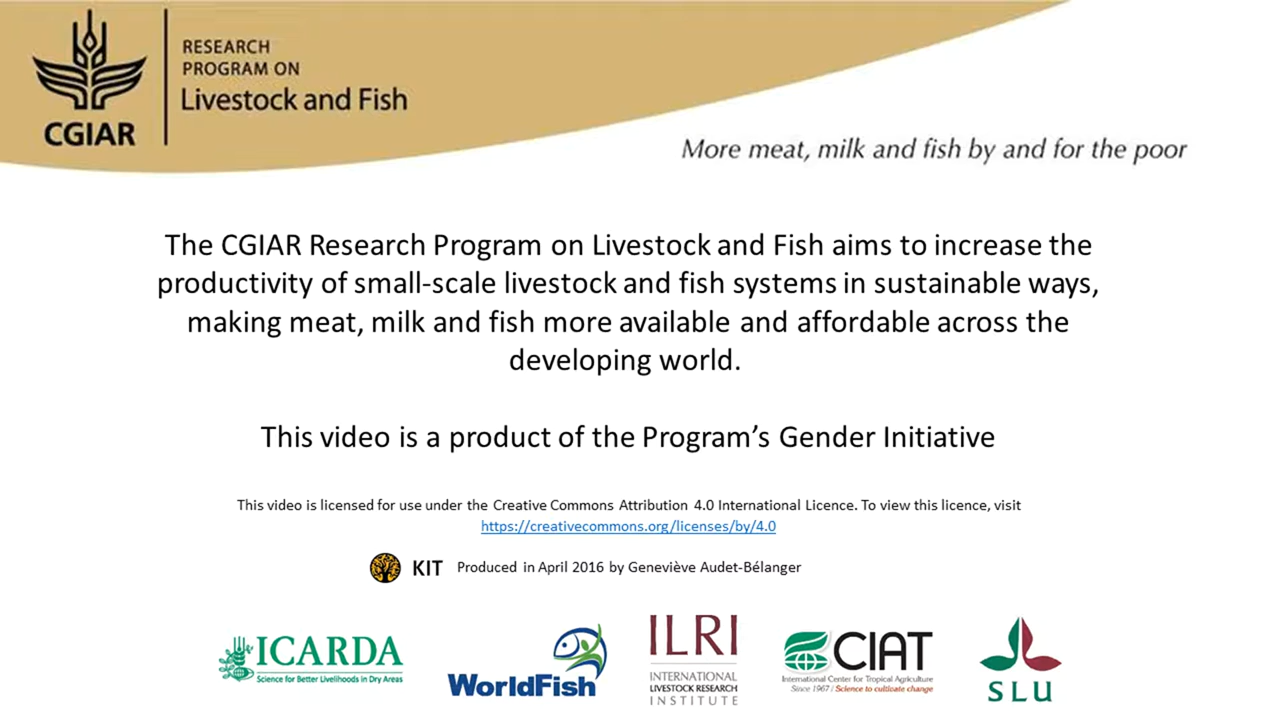 RESEARCH
PROGRAM ON
Livestock and Fish
CGIAR
More meat, milk and fish by and for the poor
The CGIAR Research Program on Livestock and Fish aims to increase the
productivity of small-scale livestock and fish systems in sustainable ways,
making meat, milk and fish more available and affordable across the
developing world.
This video is a product of the Program’s Gender Initiative
This video is licensed for use under the Creative Commons Attribution 4.0 International Licence. To view this licence, visit
https://creativecommons.org/licenses/by/4.0
KIT Produced in April 2016 by Geneviève Audet-Bélanger
ICARDA
Science for Better Livelihoods in Dry Areas
WorldFish
ILRI
INTERNATIONAL
LIVESTOCK RESEARCH
INSTITUTE
CIAT
International Center for Tropical Agriculture
Since 1967 / Science to cultivate change
SLU